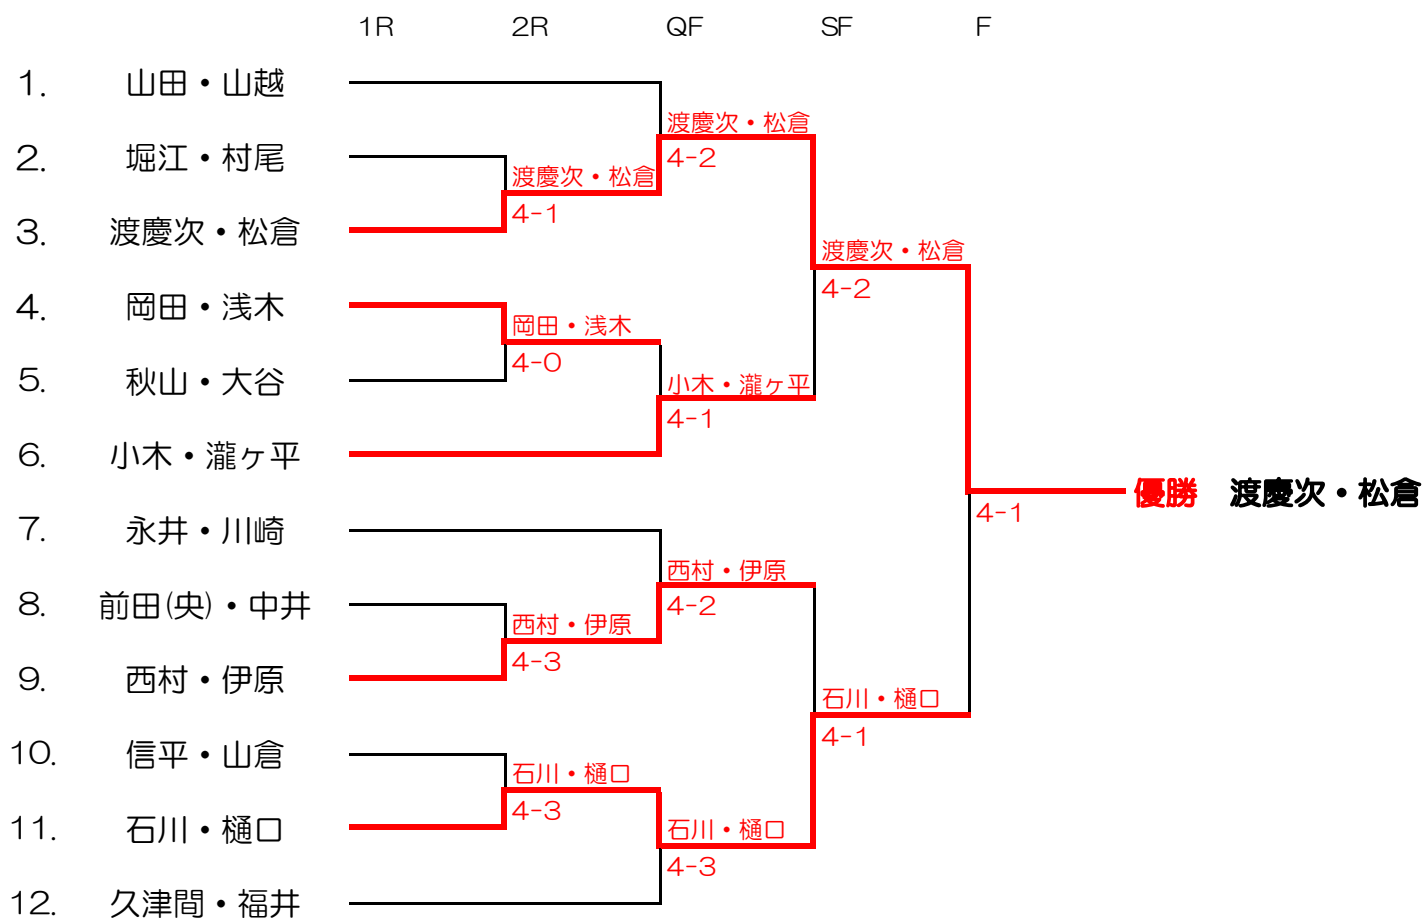 1R 2R QF SF F
1. 山田・山越
渡慶次・松倉
2. 堀江・村尾
4-2
渡慶次・松倉
4-1
3. 渡慶次・松倉
渡慶次・松倉
4-2
4. 岡田・浅木
岡田・浅木
4-0
5. 秋山・大谷
小木・瀧ヶ平
4-1
6. 小木・瀧ヶ平
優勝 渡慶次・松倉
4-1
7. 永井・川崎
西村・伊原
4-2
8. 前田(央)・中井
西村・伊原
4-3
9. 西村・伊原
石川・樋口
4-1
10. 信平・山倉
石川・樋口
4-3
11. 石川・樋口
石川・樋口
4-3
12. 久津間・福井